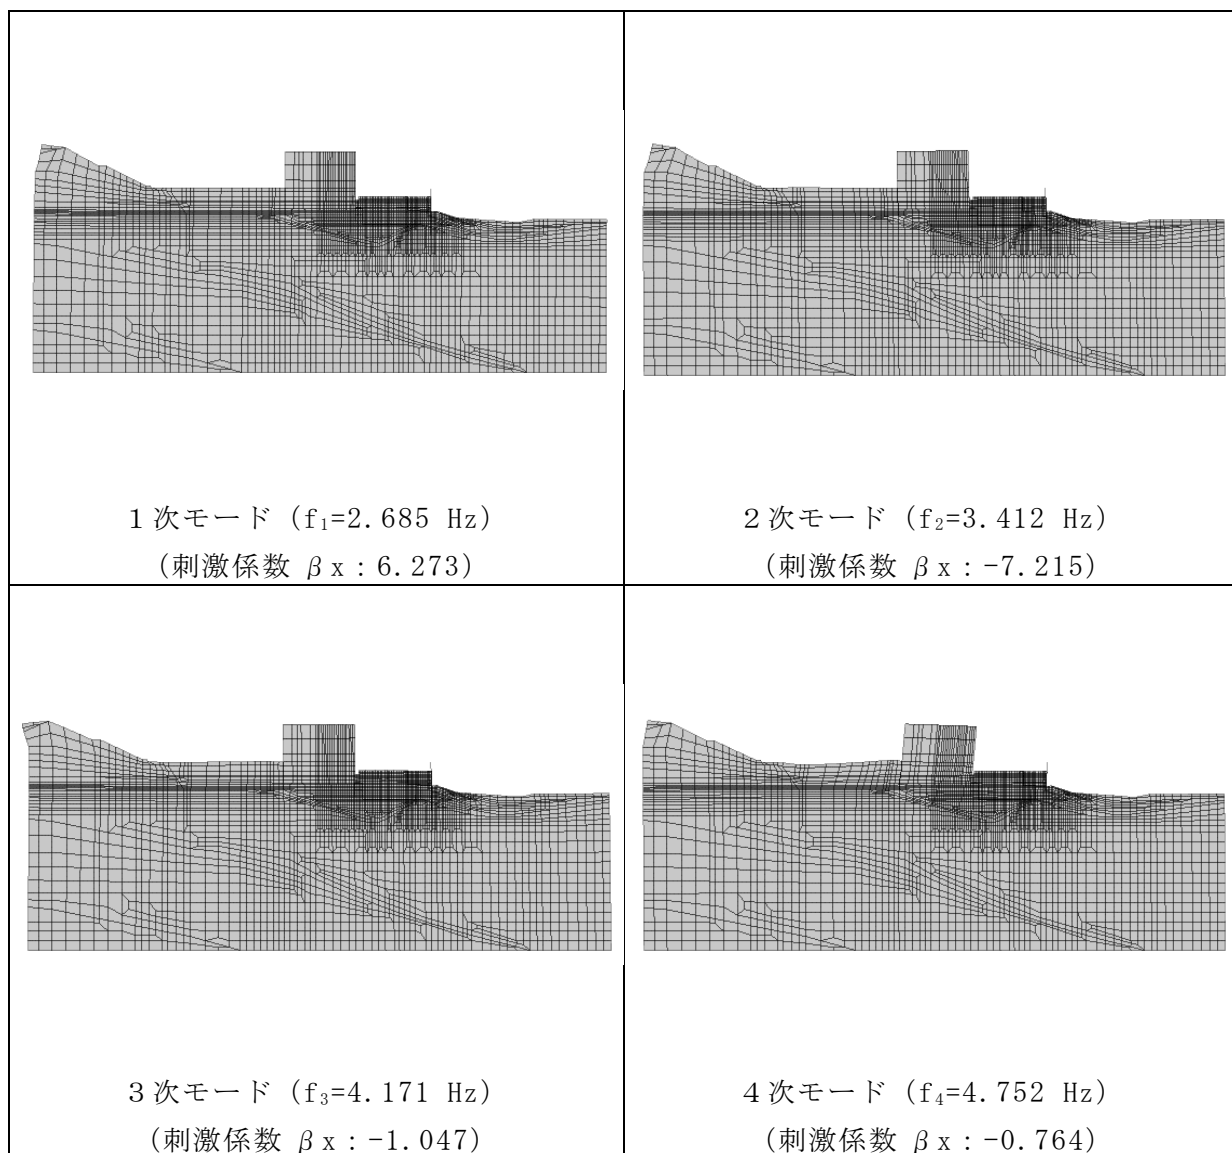 1次モード (f₁=2.685 Hz)
(刺激係数 βx:6.273)
2次モード (f₂=3.412 Hz)
(刺激係数 βx:-7.215)
3次モード (f₃=4.171 Hz)
(刺激係数 βx:-1.047)
4次モード (f₄=4.752 Hz)
(刺激係数 βx:-0.764)